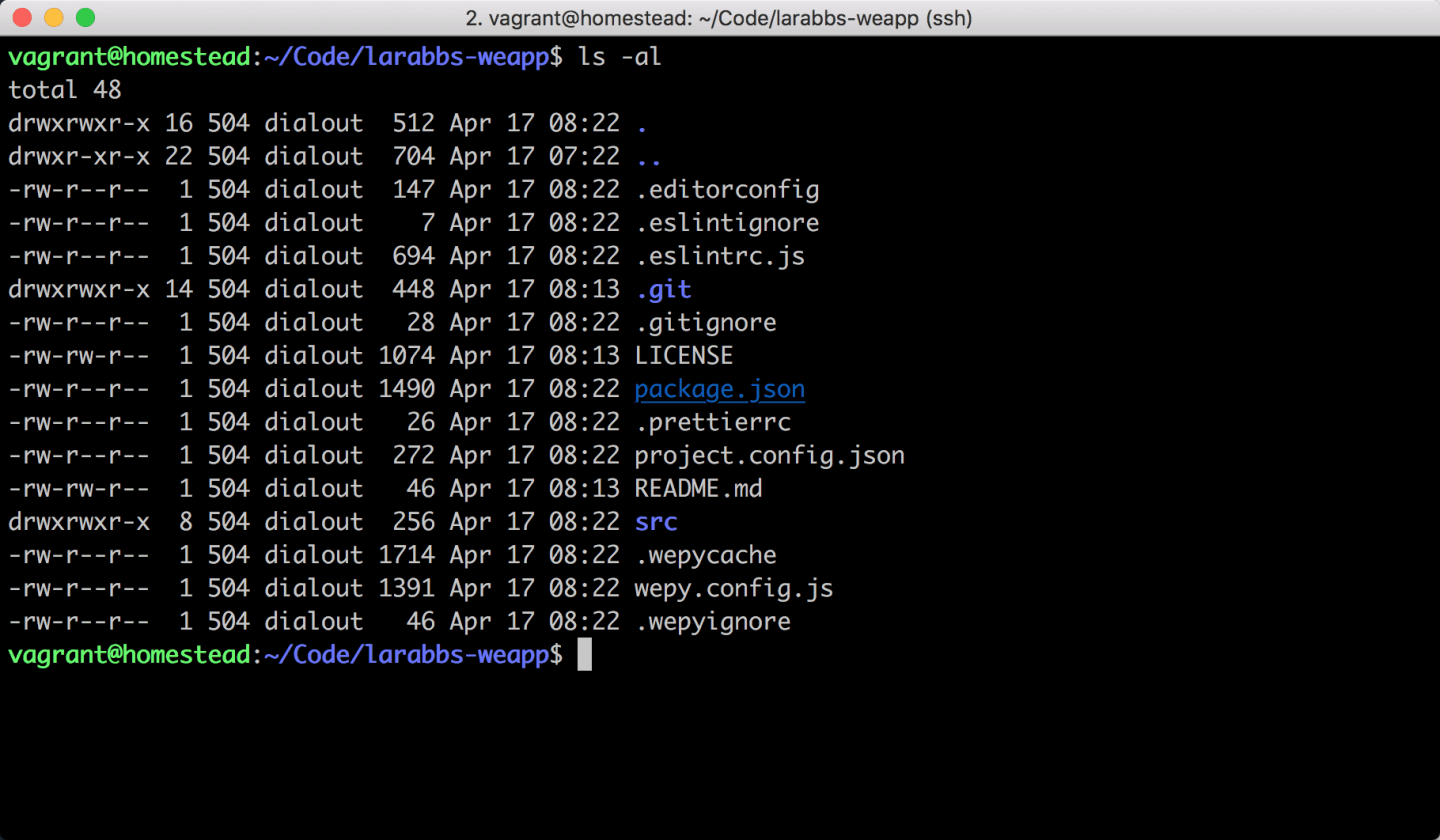 2. vagrant@homestead: ~/Code/larabbs-weapp (ssh)
vagrant@homestead:~/Code/larabbs-weapp$ ls -al
total 48
drwxrwxr-x 16 504 dialout  512 Apr 17 08:22 .
drwxr-xr-x 22 504 dialout  704 Apr 17 07:22 ..
-rw-r--r--  1 504 dialout  147 Apr 17 08:22 .editorconfig
-rw-r--r--  1 504 dialout    7 Apr 17 08:22 .eslintignore
-rw-r--r--  1 504 dialout  694 Apr 17 08:22 .eslintrc.js
drwxrwxr-x 14 504 dialout  448 Apr 17 08:13 .git
-rw-r--r--  1 504 dialout   28 Apr 17 08:22 .gitignore
-rw-rw-r--  1 504 dialout 1074 Apr 17 08:13 LICENSE
-rw-r--r--  1 504 dialout 1490 Apr 17 08:22 package.json
-rw-r--r--  1 504 dialout   26 Apr 17 08:22 .prettierrc
-rw-r--r--  1 504 dialout  272 Apr 17 08:22 project.config.json
-rw-rw-r--  1 504 dialout   46 Apr 17 08:13 README.md
drwxrwxr-x  8 504 dialout  256 Apr 17 08:22 src
-rw-r--r--  1 504 dialout 1714 Apr 17 08:22 .wepycache
-rw-r--r--  1 504 dialout 1391 Apr 17 08:22 wepy.config.js
-rw-r--r--  1 504 dialout   46 Apr 17 08:22 .wepyignore
vagrant@homestead:~/Code/larabbs-weapp$